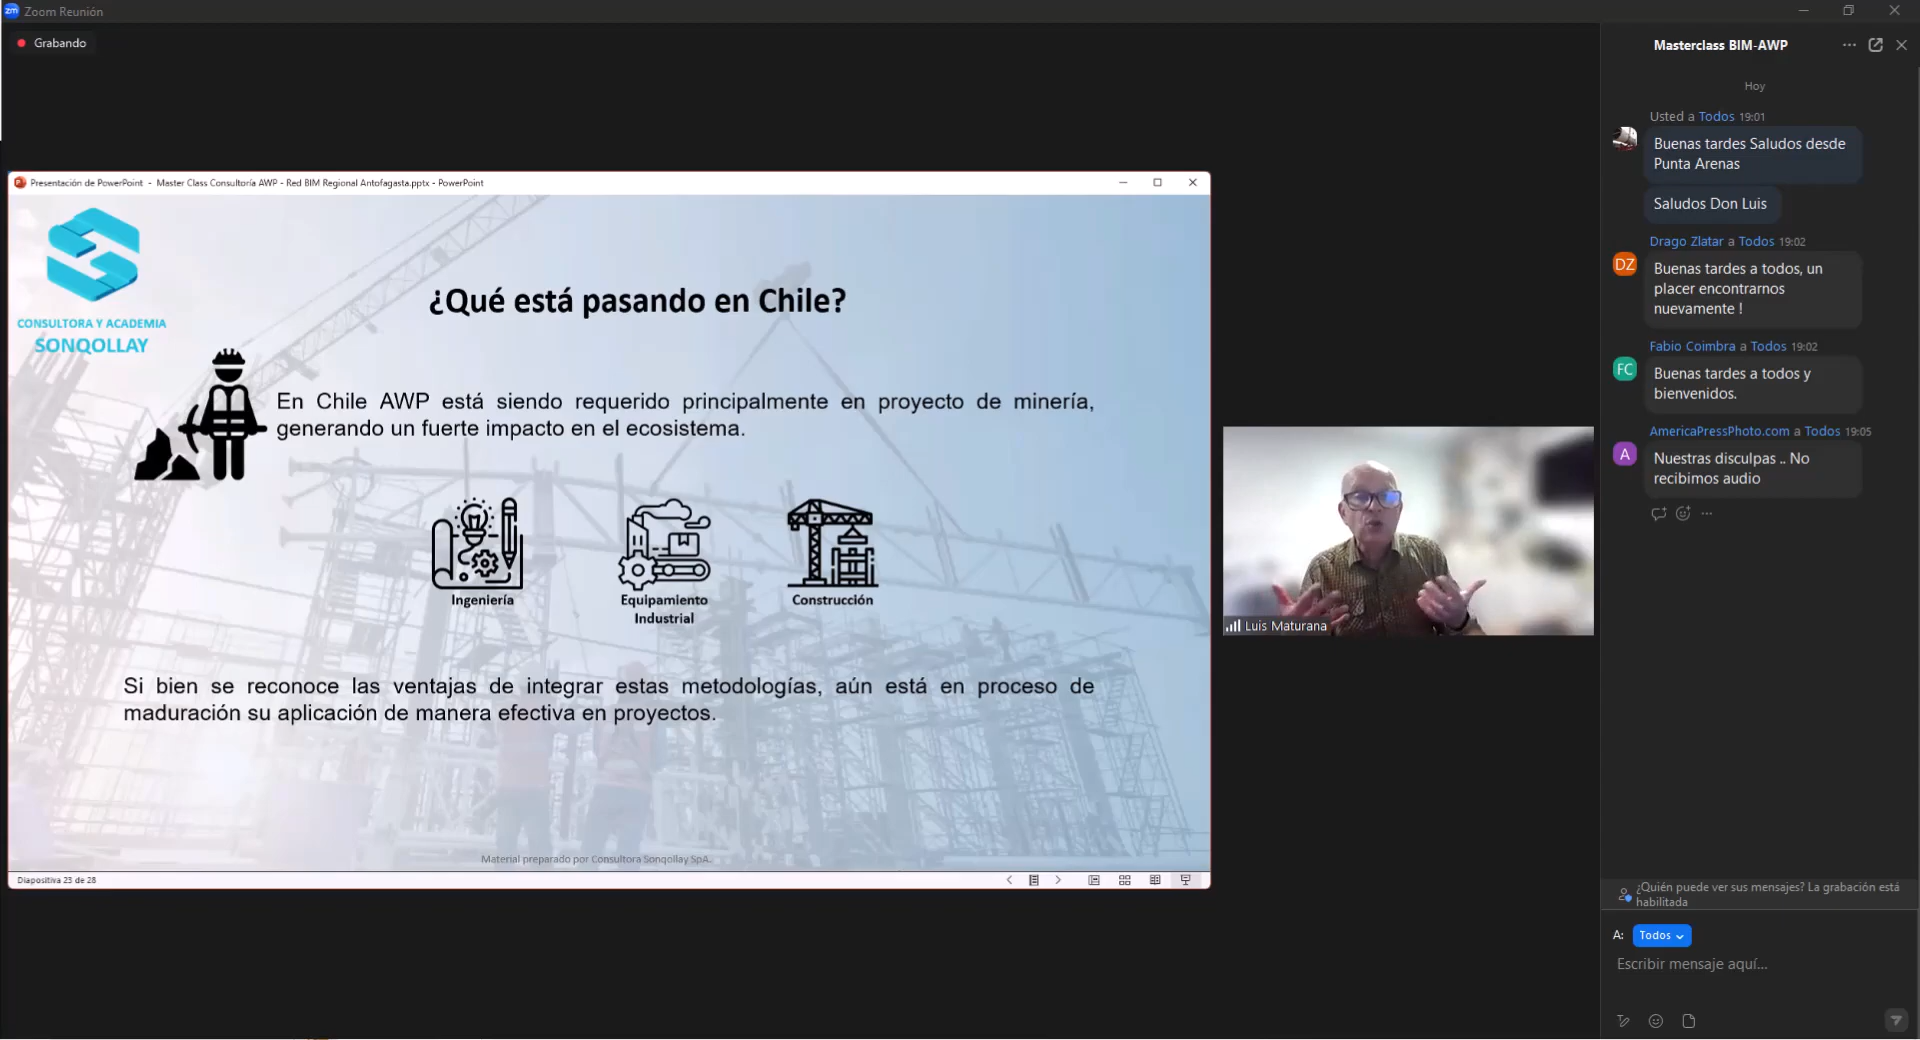 zm Zoom Reunión
Grabando
Presentación de PowerPoint - Master Class Consultoría AWP - Red BIM Regional Antofagasta.pptx - PowerPoint
CONSULTORA Y ACADEMIA
SONQOLLAY
¿Qué está pasando en Chile?
En Chile AWP está siendo requerido principalmente en proyecto de minería,
generando un fuerte impacto en el ecosistema.
Ingeniería
Equipamiento
Industrial
Construcción
Si bien se reconoce las ventajas de integrar estas metodologías, aún está en proceso de
maduración su aplicación de manera efectiva en proyectos.
Material preparado por Consultora Sonqollay SpA.
Diapositiva 23 de 28
Luis Maturana
Masterclass BIM-AWP
Hoy
Usted a Todos 19:01
Buenas tardes Saludos desde
Punta Arenas
Saludos Don Luis
Drago Zlatar a Todos 19:02
DZ
Buenas tardes a todos, un
placer encontrarnos
nuevamente !
Fabio Coimbra a Todos 19:02
FC
Buenas tardes a todos y
bienvenidos.
AmericaPressPhoto.com a Todos 19:05
A
Nuestras disculpas .. No
recibimos audio
¿Quién puede ver sus mensajes? La grabación está
habilitada
A: Todos
Escribir mensaje aquí...